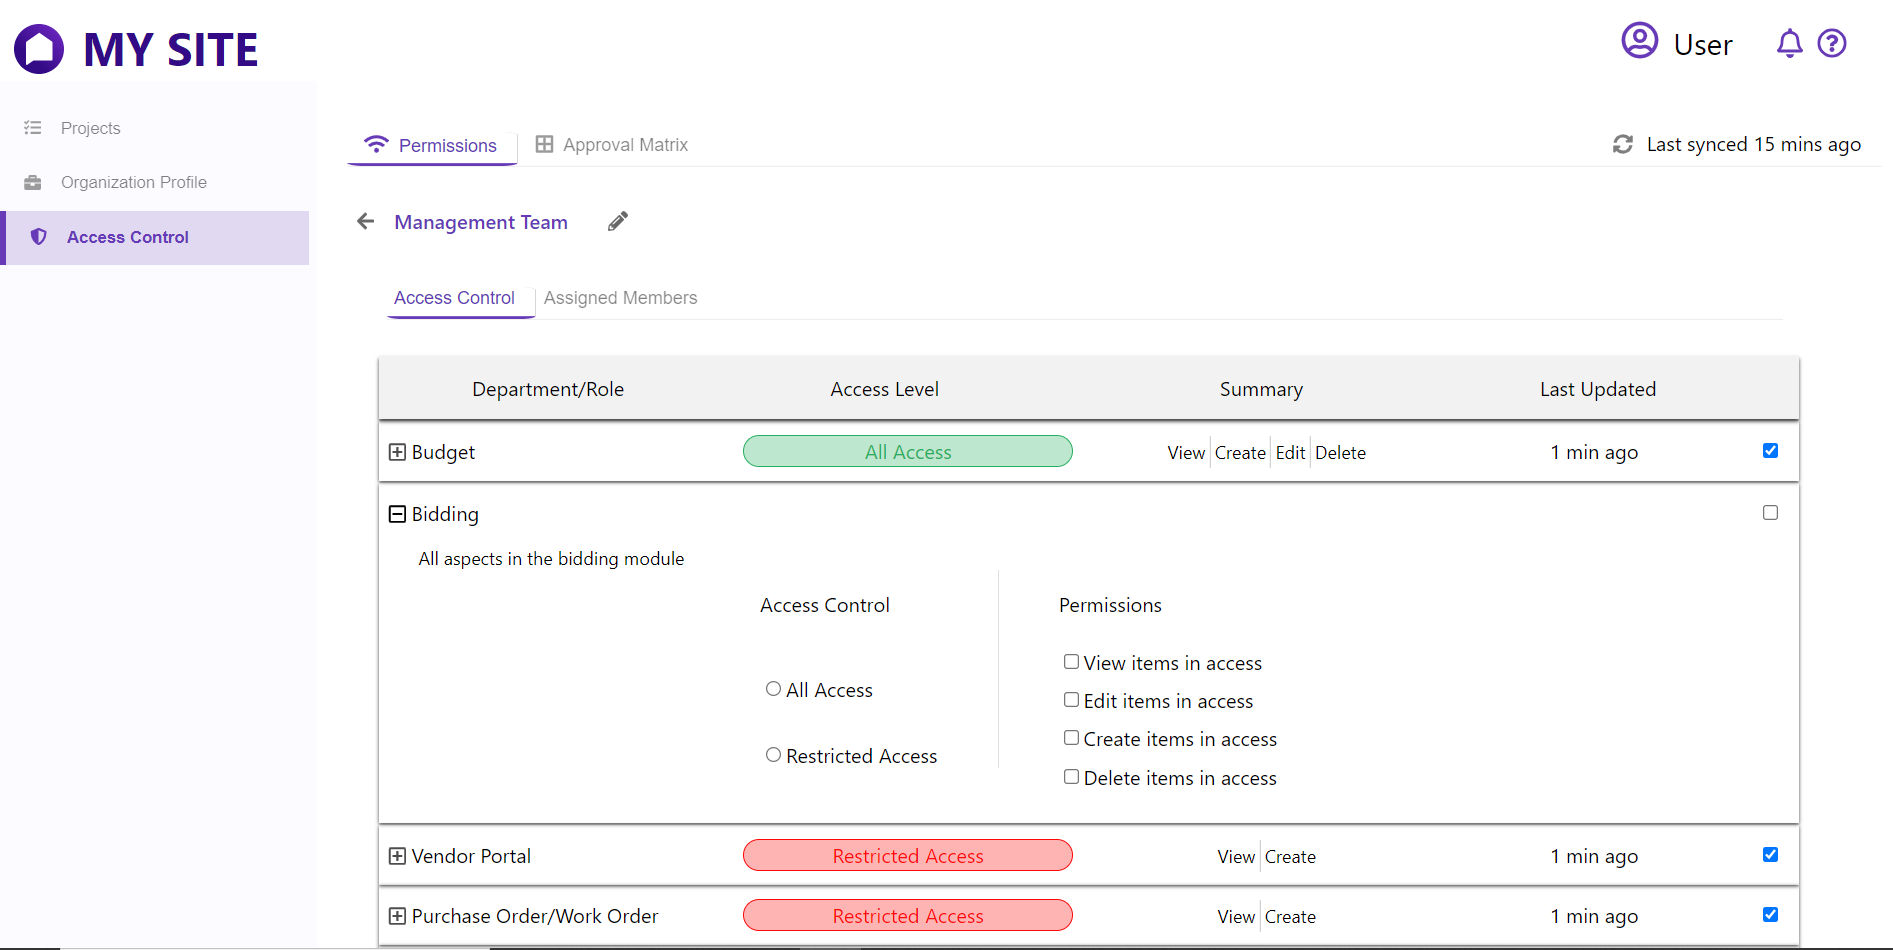 MY SITE
User
Projects
Organization Profile
Access Control
Permissions
Approval Matrix
Last synced 15 mins ago
Management Team
Access Control
Assigned Members
Department/Role Access Level Summary Last Updated
Budget All Access View Create Edit Delete 1 min ago
Bidding
All aspects in the bidding module
Access Control
All Access
Restricted Access
Permissions
View items in access
Edit items in access
Create items in access
Delete items in access
Vendor Portal Restricted Access View Create 1 min ago
Purchase Order/Work Order Restricted Access View Create 1 min ago